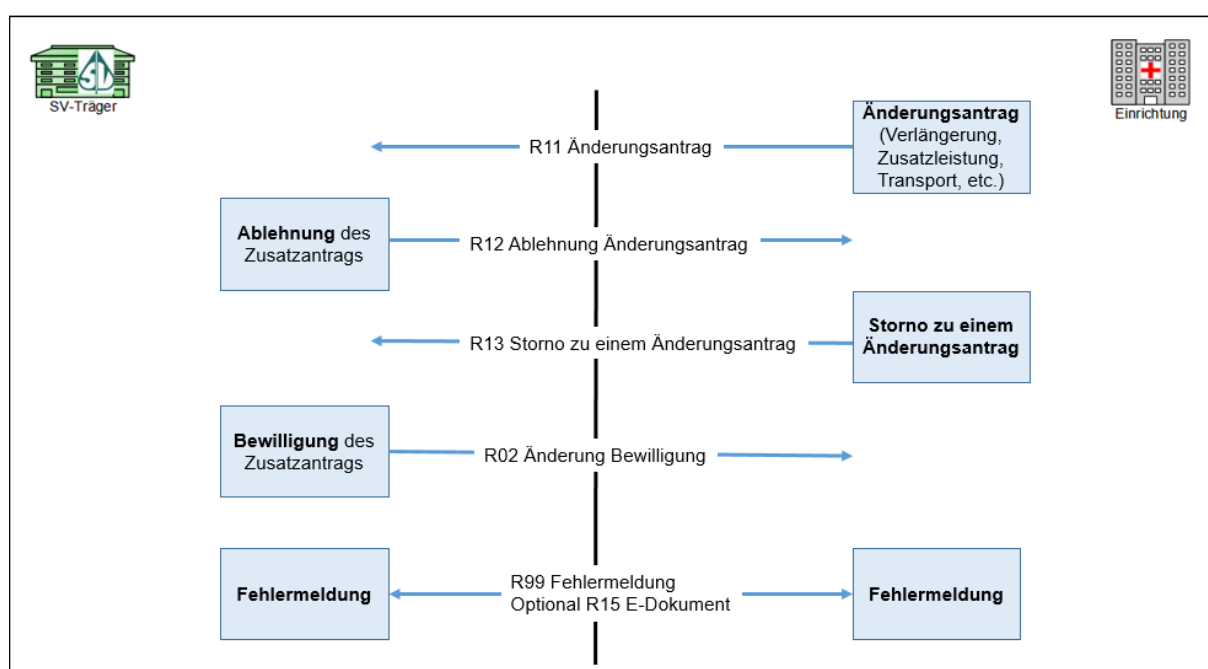 SV-Träger
Einrichtung
Änderungsantrag
(Verlängerung,
Zusatzleistung,
Transport, etc.)
R11 Änderungsantrag
Ablehnung des
Zusatzantrags
R12 Ablehnung Änderungsantrag
R13 Storno zu einem Änderungsantrag
Storno zu einem
Änderungsantrag
Bewilligung des
Zusatzantrags
R02 Änderung Bewilligung
Fehlermeldung
R99 Fehlermeldung
Optional R15 E-Dokument
Fehlermeldung